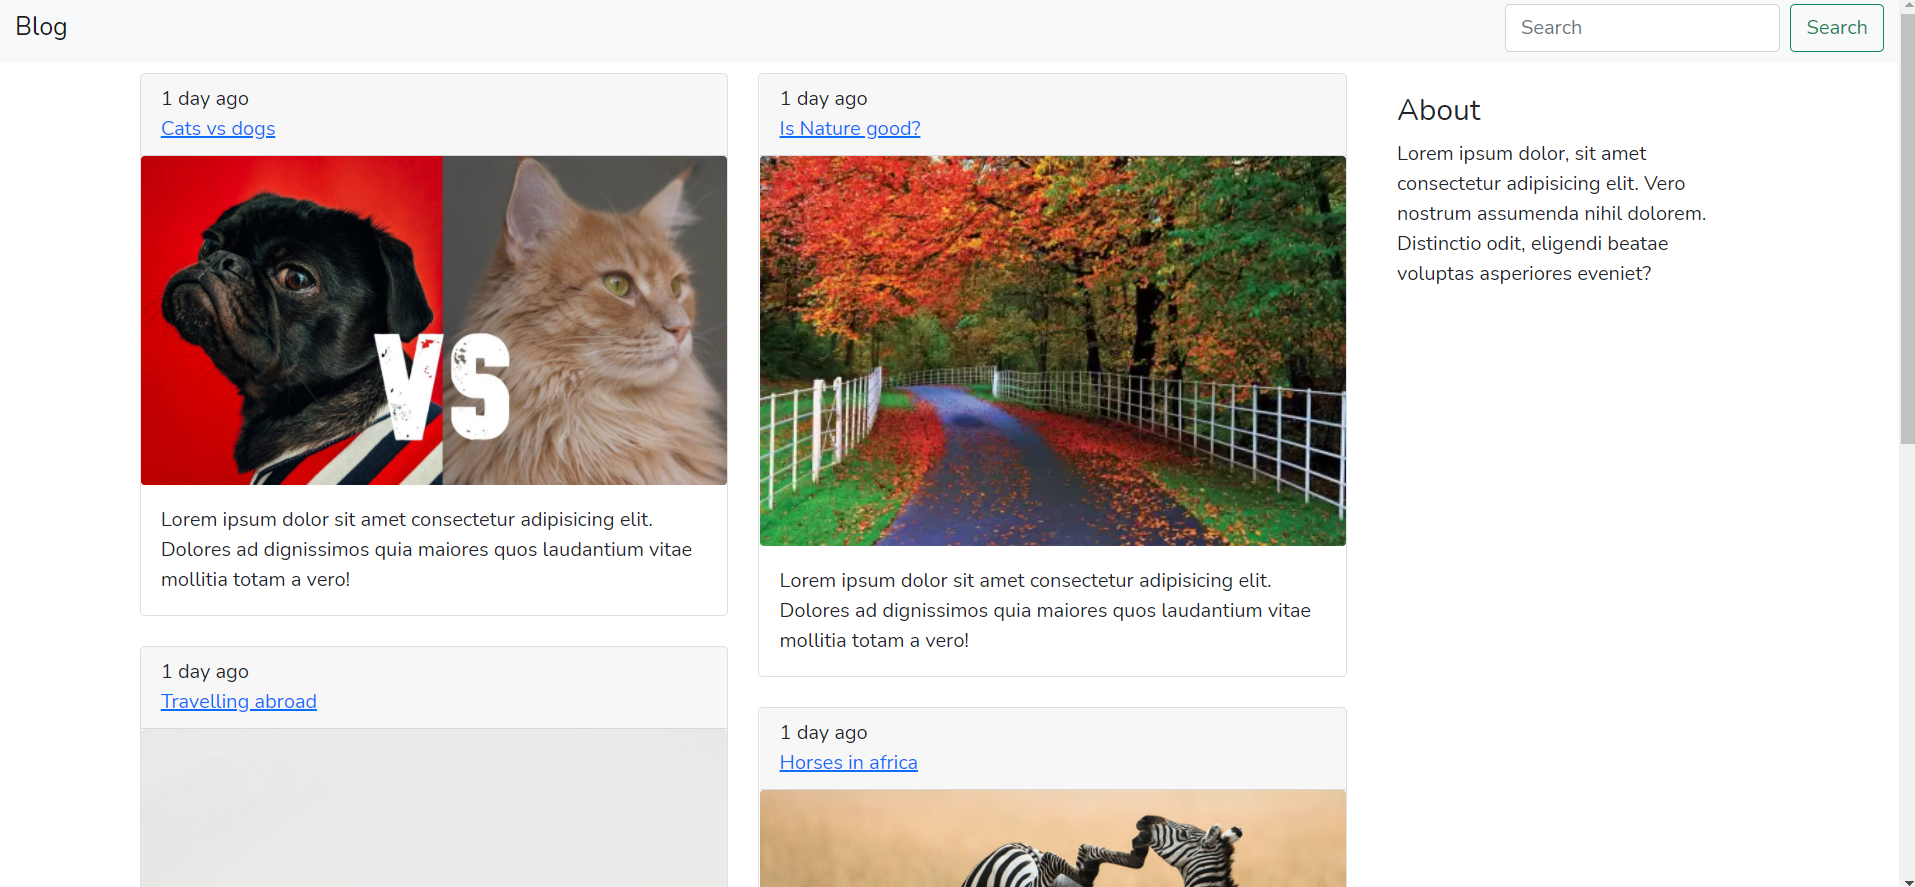 Blog
Search
Search
1 day ago
Cats vs dogs
VS
Lorem ipsum dolor sit amet consectetur adipisicing elit.
Dolores ad dignissimos quia maiores quos laudantium vitae
mollitia totam a vero!
1 day ago
Travelling abroad
1 day ago
Is Nature good?
Lorem ipsum dolor sit amet consectetur adipisicing elit.
Dolores ad dignissimos quia maiores quos laudantium vitae
mollitia totam a vero!
1 day ago
Horses in africa
About
Lorem ipsum dolor, sit amet
consectetur adipisicing elit. Vero
nostrum assumenda nihil dolorem.
Distinctio odit, eligendi beatae
voluptas asperiores eveniet?